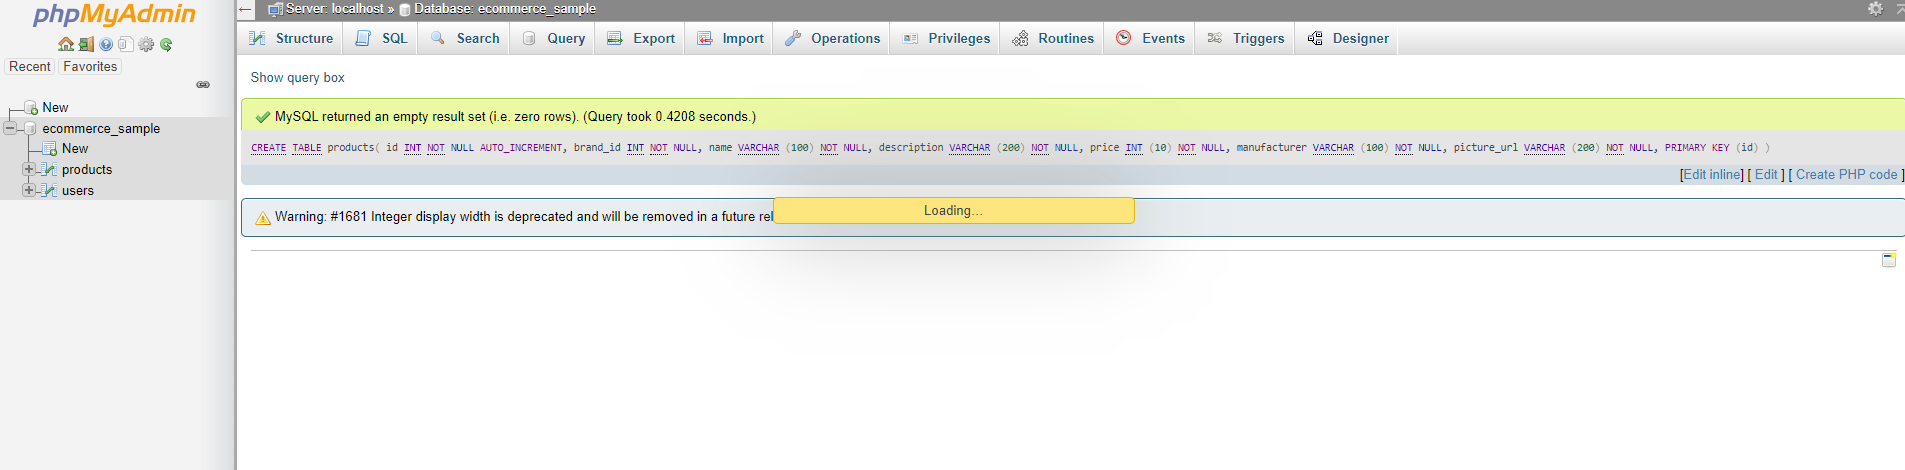 phpMyAdmin
Recent Favorites
New
ecommerce_sample
New
products
users
← Server: localhost » Database: ecommerce_sample
Structure SQL Search Query Export Import Operations Privileges Routines Events Triggers Designer
Show query box
MySQL returned an empty result set (i.e. zero rows). (Query took 0.4208 seconds.)
CREATE TABLE products( id INT NOT NULL AUTO_INCREMENT, brand_id INT NOT NULL, name VARCHAR (100) NOT NULL, description VARCHAR (200) NOT NULL, price INT (10) NOT NULL, manufacturer VARCHAR (100) NOT NULL, picture_url VARCHAR (200) NOT NULL, PRIMARY KEY (id) )
[Edit inline] [ Edit ] [ Create PHP code ]
Warning: #1681 Integer display width is deprecated and will be removed in a future rel
Loading...